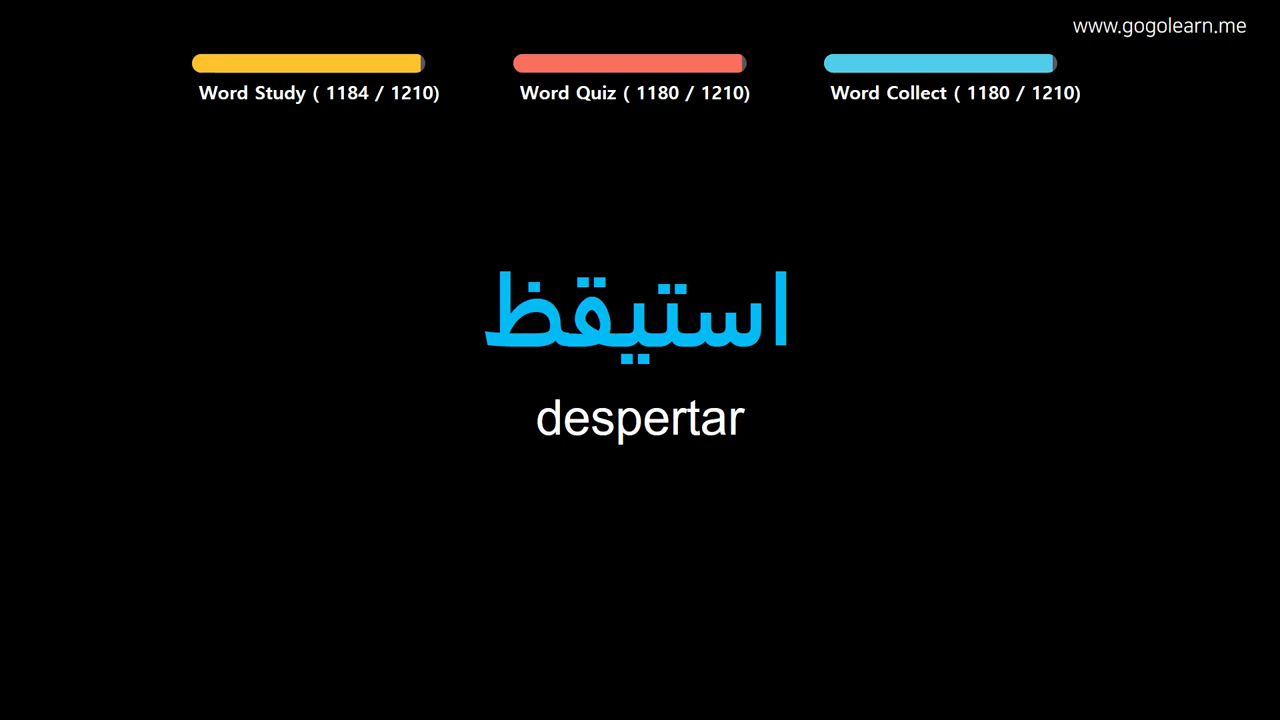 www.gogolearn.me
Word Study ( 1184 / 1210)
Word Quiz ( 1180 / 1210)
Word Collect ( 1180 / 1210)
استيقظ
despertar